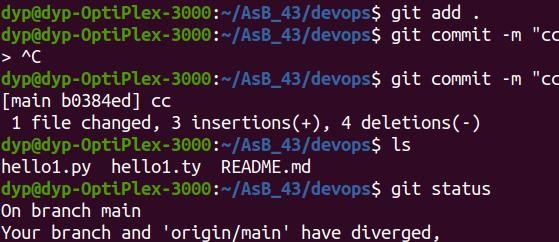 dyp@dyp-OptiPlex-3000:~/AsB_43/devops$ git add .
dyp@dyp-OptiPlex-3000:~/AsB_43/devops$ git commit -m "cc
> ^C
dyp@dyp-OptiPlex-3000:~/AsB_43/devops$ git commit -m "cc
[main b0384ed] cc
 1 file changed, 3 insertions(+), 4 deletions(-)
dyp@dyp-OptiPlex-3000:~/AsB_43/devops$ ls
hello1.py  hello1.ty  README.md
dyp@dyp-OptiPlex-3000:~/AsB_43/devops$ git status
On branch main
Your branch and 'origin/main' have diverged,